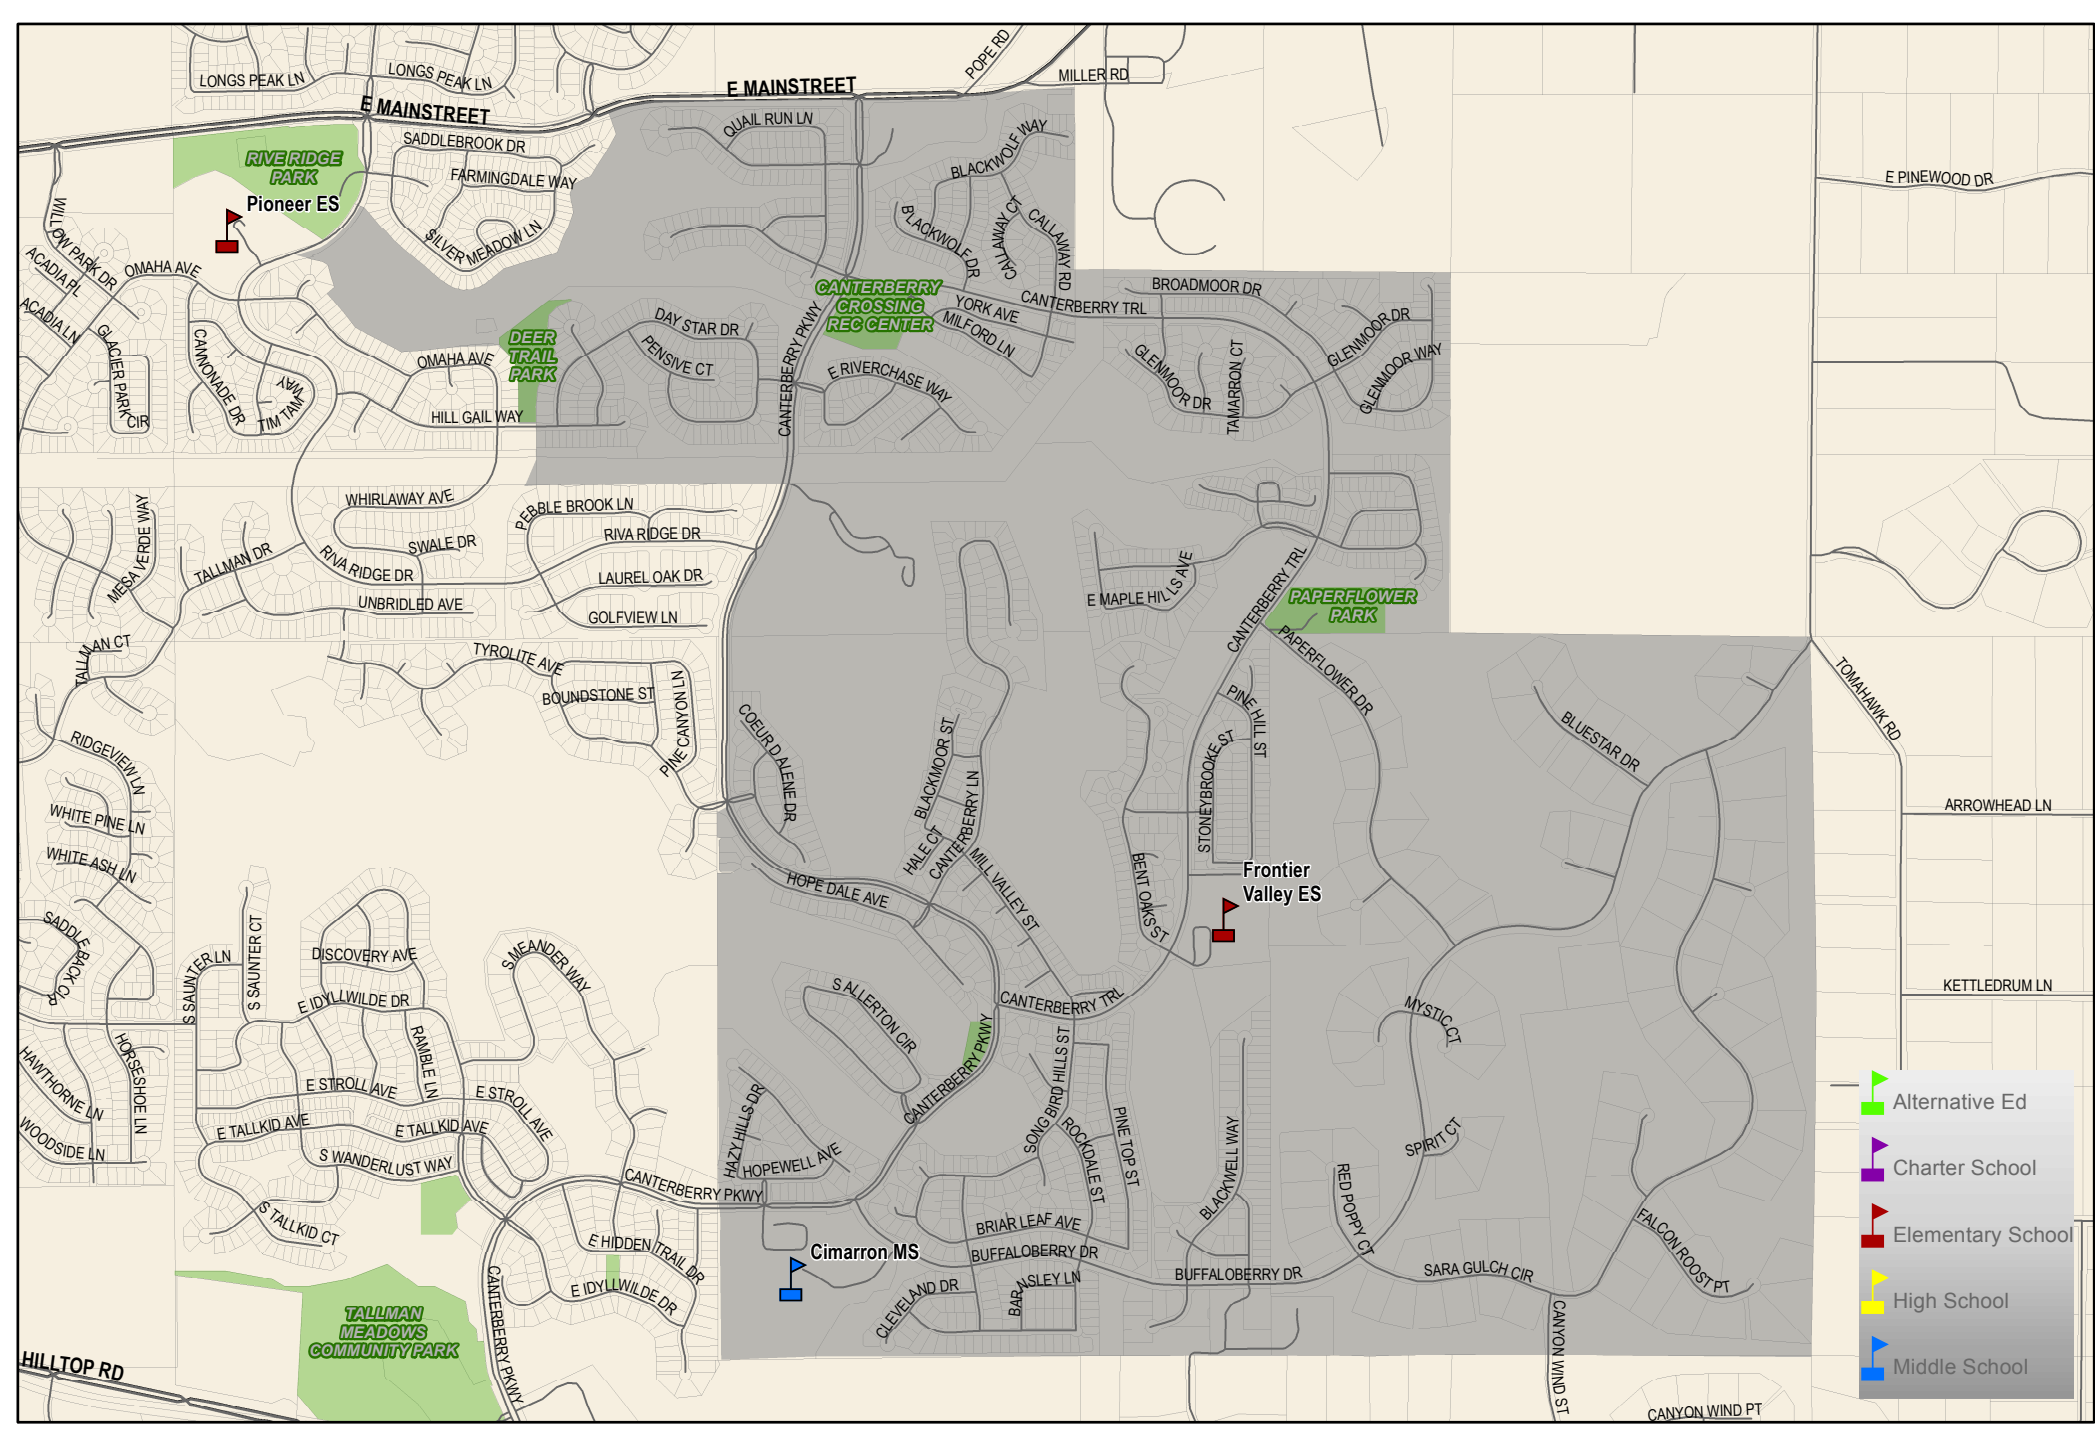 LONGS PEAK LN
LONGS PEAK LN
E MAINSTREET
E MAINSTREET
POPE RD
MILLER RD
QUAIL RUN LN
SADDLEBROOK DR
FARMINGDALE WAY
SILVER MEADOW LN
RIVE RIDGE
PARK
Pioneer ES
BLACKWOLF WAY
BLACKWOLF DR
CALLAWAY CT
CALLAWAY RD
E PINEWOOD DR
WILLOW PARK DR
ACADIA PL
ACADIA LN
OMAHA AVE
GLACIER PARK
CIR
CANNONADE DR
TIM TAM
WAY
OMAHA AVE
HILL GAIL WAY
DEER
TRAIL
PARK
DAY STAR DR
PENSIVE CT
CANTERBERRY PKWY
CANTERBERRY
CROSSING
REC CENTER
YORK AVE
MILFORD LN
CANTERBERRY TRL
E RIVERCHASE WAY
BROADMOOR DR
GLENMOOR DR
TAMARRON CT
GLENMOOR DR
GLENMOOR WAY
MESA VERDE WAY
TALLMAN DR
WHIRLAWAY AVE
SWALE DR
RIVA RIDGE DR
UNBRIDLED AVE
PEBBLE BROOK LN
RIVA RIDGE DR
LAUREL OAK DR
GOLFVIEW LN
E MAPLE HILLS AVE
CANTERBERRY TRL
PAPERFLOWER
PARK
PAPERFLOWER DR
TALLMAN CT
TYROLITE AVE
BOUNDSTONE ST
PINE CANYON LN
RIDGEVIEW LN
WHITE PINE LN
WHITE ASH LN
SADDLE BACK CIR
COEUR D ALENE DR
BLACKMOOR ST
HALE CT
CANTERBERRY LN
MILL VALLEY ST
HOPE DALE AVE
PINE HILL ST
STONEYBROOKE ST
BENT OAKS ST
Frontier
Valley ES
BLUESTAR DR
TOMAHAWK RD
ARROWHEAD LN
KETTLEDRUM LN
S SAUNTER LN
S SAUNTER CT
DISCOVERY AVE
E IDYLLWILDE DR
RAMBLE LN
S MEANDER WAY
HAWTHORNE LN
WOODSIDE LN
HORSESHOE LN
E STROLL AVE
E STROLL AVE
E TALLKID AVE
E TALLKID AVE
S WANDERLUST WAY
S TALLKID CT
S ALLERTON CIR
CANTERBERRY TRL
CANTERBERRY PKWY
HAZY HILLS DR
HOPEWELL AVE
CANTERBERRY PKWY
SONG BIRD HILLS ST
ROCKDALE ST
PINE TOP ST
BLACKWELL WAY
MYSTIC CT
SPIRIT CT
RED POPPY CT
FALCON ROOST PT
BRIAR LEAF AVE
BUFFALOBERRY DR
BUFFALOBERRY DR
SARA GULCH CIR
CLEVELAND DR
BARNSLEY LN
Cimarron MS
E HIDDEN TRAIL DR
E IDYLLWILDE DR
CANTERBERRY PKWY
TALLMAN
MEADOWS
COMMUNITY PARK
HILLTOP RD
CANYON WIND ST
CANYON WIND PT
Alternative Ed
Charter School
Elementary School
High School
Middle School